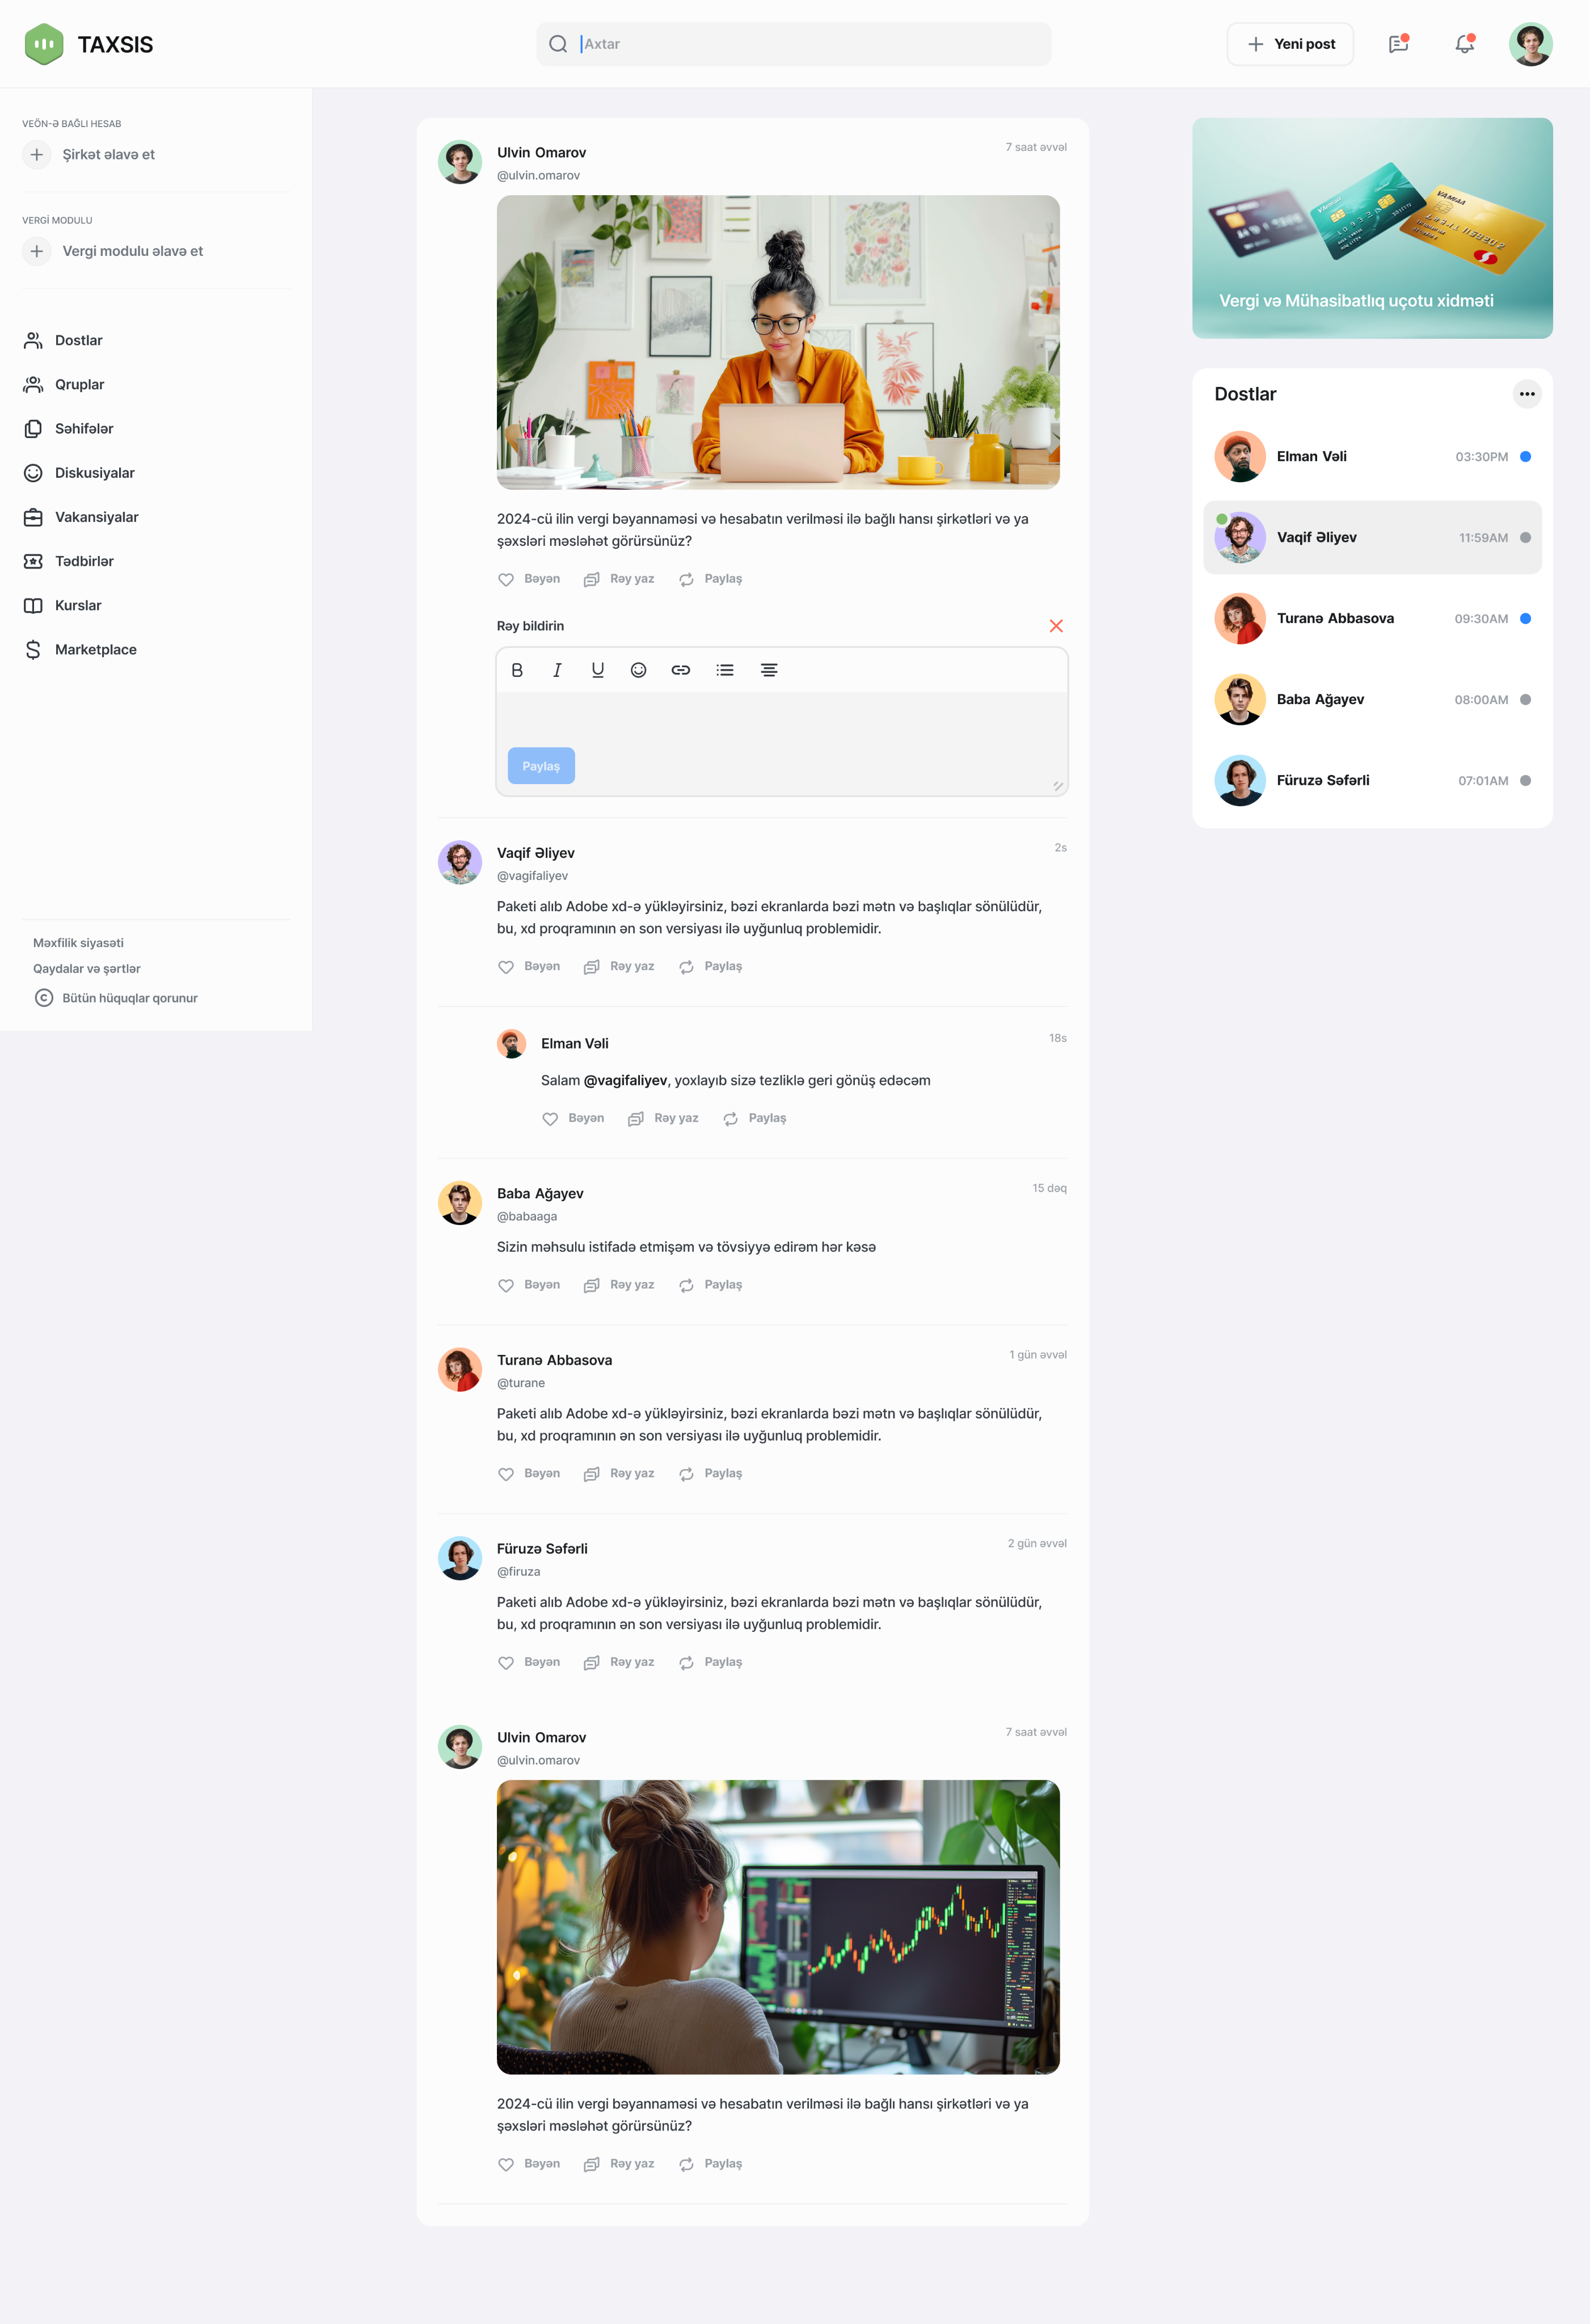 TAXSIS
Axtar
Yeni post
VEÖN-Ə BAĞLI HESAB
Şirkət əlavə et
VERGİ MODULU
Vergi modulu əlavə et
Dostlar
Qruplar
Səhifələr
Diskusiyalar
Vakansiyalar
Tədbirlər
Kurslar
Marketplace
Məxfilik siyasəti
Qaydalar və şərtlər
Bütün hüquqlar qorunur
Ulvin Omarov
7 saat əvvəl
@ulvin.omarov
2024-cü ilin vergi bəyannaməsi və hesabatın verilməsi ilə bağlı hansı şirkətləri və ya
şəxsləri məsləhət görürsünüz?
Bəyən Rəy yaz Paylaş
Rəy bildirin
B I U
Paylaş
Vaqif Əliyev
2s
@vagifaliyev
Paketi alıb Adobe xd-ə yükləyirsiniz, bəzi ekranlarda bəzi mətn və başlıqlar sönülüdür,
bu, xd proqramının ən son versiyası ilə uyğunluq problemidir.
Bəyən Rəy yaz Paylaş
Elman Vəli
18s
Salam @vagifaliyev, yoxlayıb sizə tezliklə geri gönüş edəcəm
Bəyən Rəy yaz Paylaş
Baba Ağayev
15 dəq
@babaaga
Sizin məhsulu istifadə etmişəm və tövsiyyə edirəm hər kəsə
Bəyən Rəy yaz Paylaş
Turanə Abbasova
1 gün əvvəl
@turane
Paketi alıb Adobe xd-ə yükləyirsiniz, bəzi ekranlarda bəzi mətn və başlıqlar sönülüdür,
bu, xd proqramının ən son versiyası ilə uyğunluq problemidir.
Bəyən Rəy yaz Paylaş
Füruzə Səfərli
2 gün əvvəl
@firuza
Paketi alıb Adobe xd-ə yükləyirsiniz, bəzi ekranlarda bəzi mətn və başlıqlar sönülüdür,
bu, xd proqramının ən son versiyası ilə uyğunluq problemidir.
Bəyən Rəy yaz Paylaş
Ulvin Omarov
7 saat əvvəl
@ulvin.omarov
2024-cü ilin vergi bəyannaməsi və hesabatın verilməsi ilə bağlı hansı şirkətləri və ya
şəxsləri məsləhət görürsünüz?
Bəyən Rəy yaz Paylaş
Vergi və Mühasibatlıq uçotu xidməti
Dostlar
Elman Vəli 03:30PM
Vaqif Əliyev 11:59AM
Turanə Abbasova 09:30AM
Baba Ağayev 08:00AM
Füruzə Səfərli 07:01AM